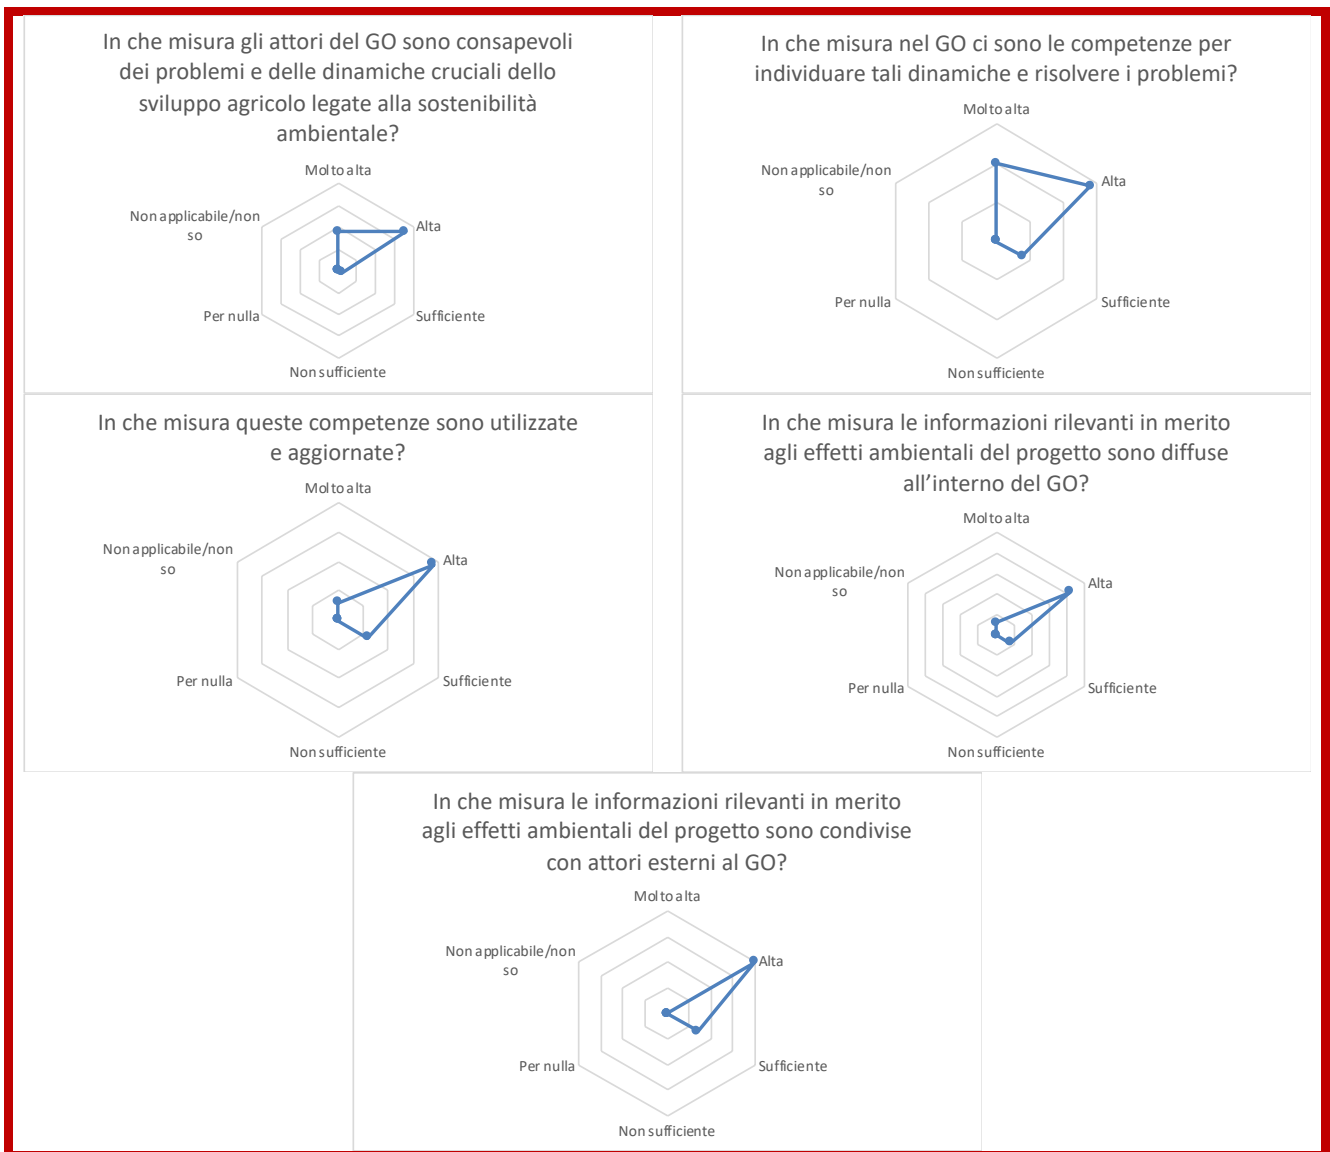 In che misura gli attori del GO sono consapevoli
dei problemi e delle dinamiche cruciali dello
sviluppo agricolo legate alla sostenibilità
ambientale?
Molto alta
Non applicabile/non
so
Alta
Per nulla
Sufficiente
Non sufficiente
In che misura nel GO ci sono le competenze per
individuare tali dinamiche e risolvere i problemi?
Molto alta
Non applicabile/non
so
Alta
Per nulla
Sufficiente
Non sufficiente
In che misura queste competenze sono utilizzate
e aggiornate?
Molto alta
Non applicabile/non
so
Alta
Per nulla
Sufficiente
Non sufficiente
In che misura le informazioni rilevanti in merito
agli effetti ambientali del progetto sono diffuse
all’interno del GO?
Molto alta
Non applicabile/non
so
Alta
Per nulla
Sufficiente
Non sufficiente
In che misura le informazioni rilevanti in merito
agli effetti ambientali del progetto sono condivise
con attori esterni al GO?
Molto alta
Non applicabile/non
so
Alta
Per nulla
Sufficiente
Non sufficiente